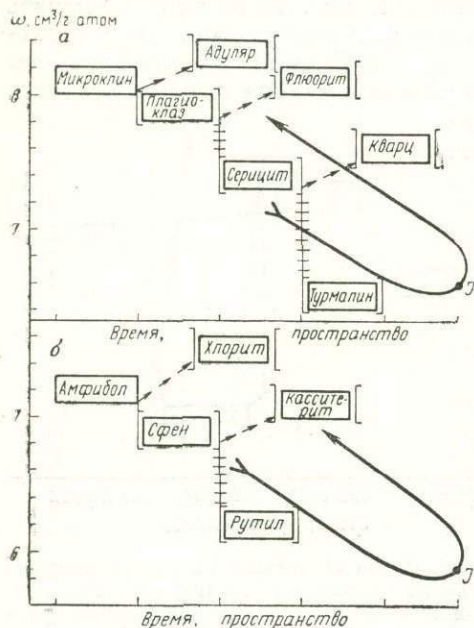 ω, см³/г атом
а
Адуляр
Микроклин
Флюорит
8
Плагио-
клаз
Кварц
Серицит
7
Турмалин
J
Время, пространство
б
Хлорит
Амфибол
Кассите-
рит
7
Сфен
Рутил
6
J
Время, пространство